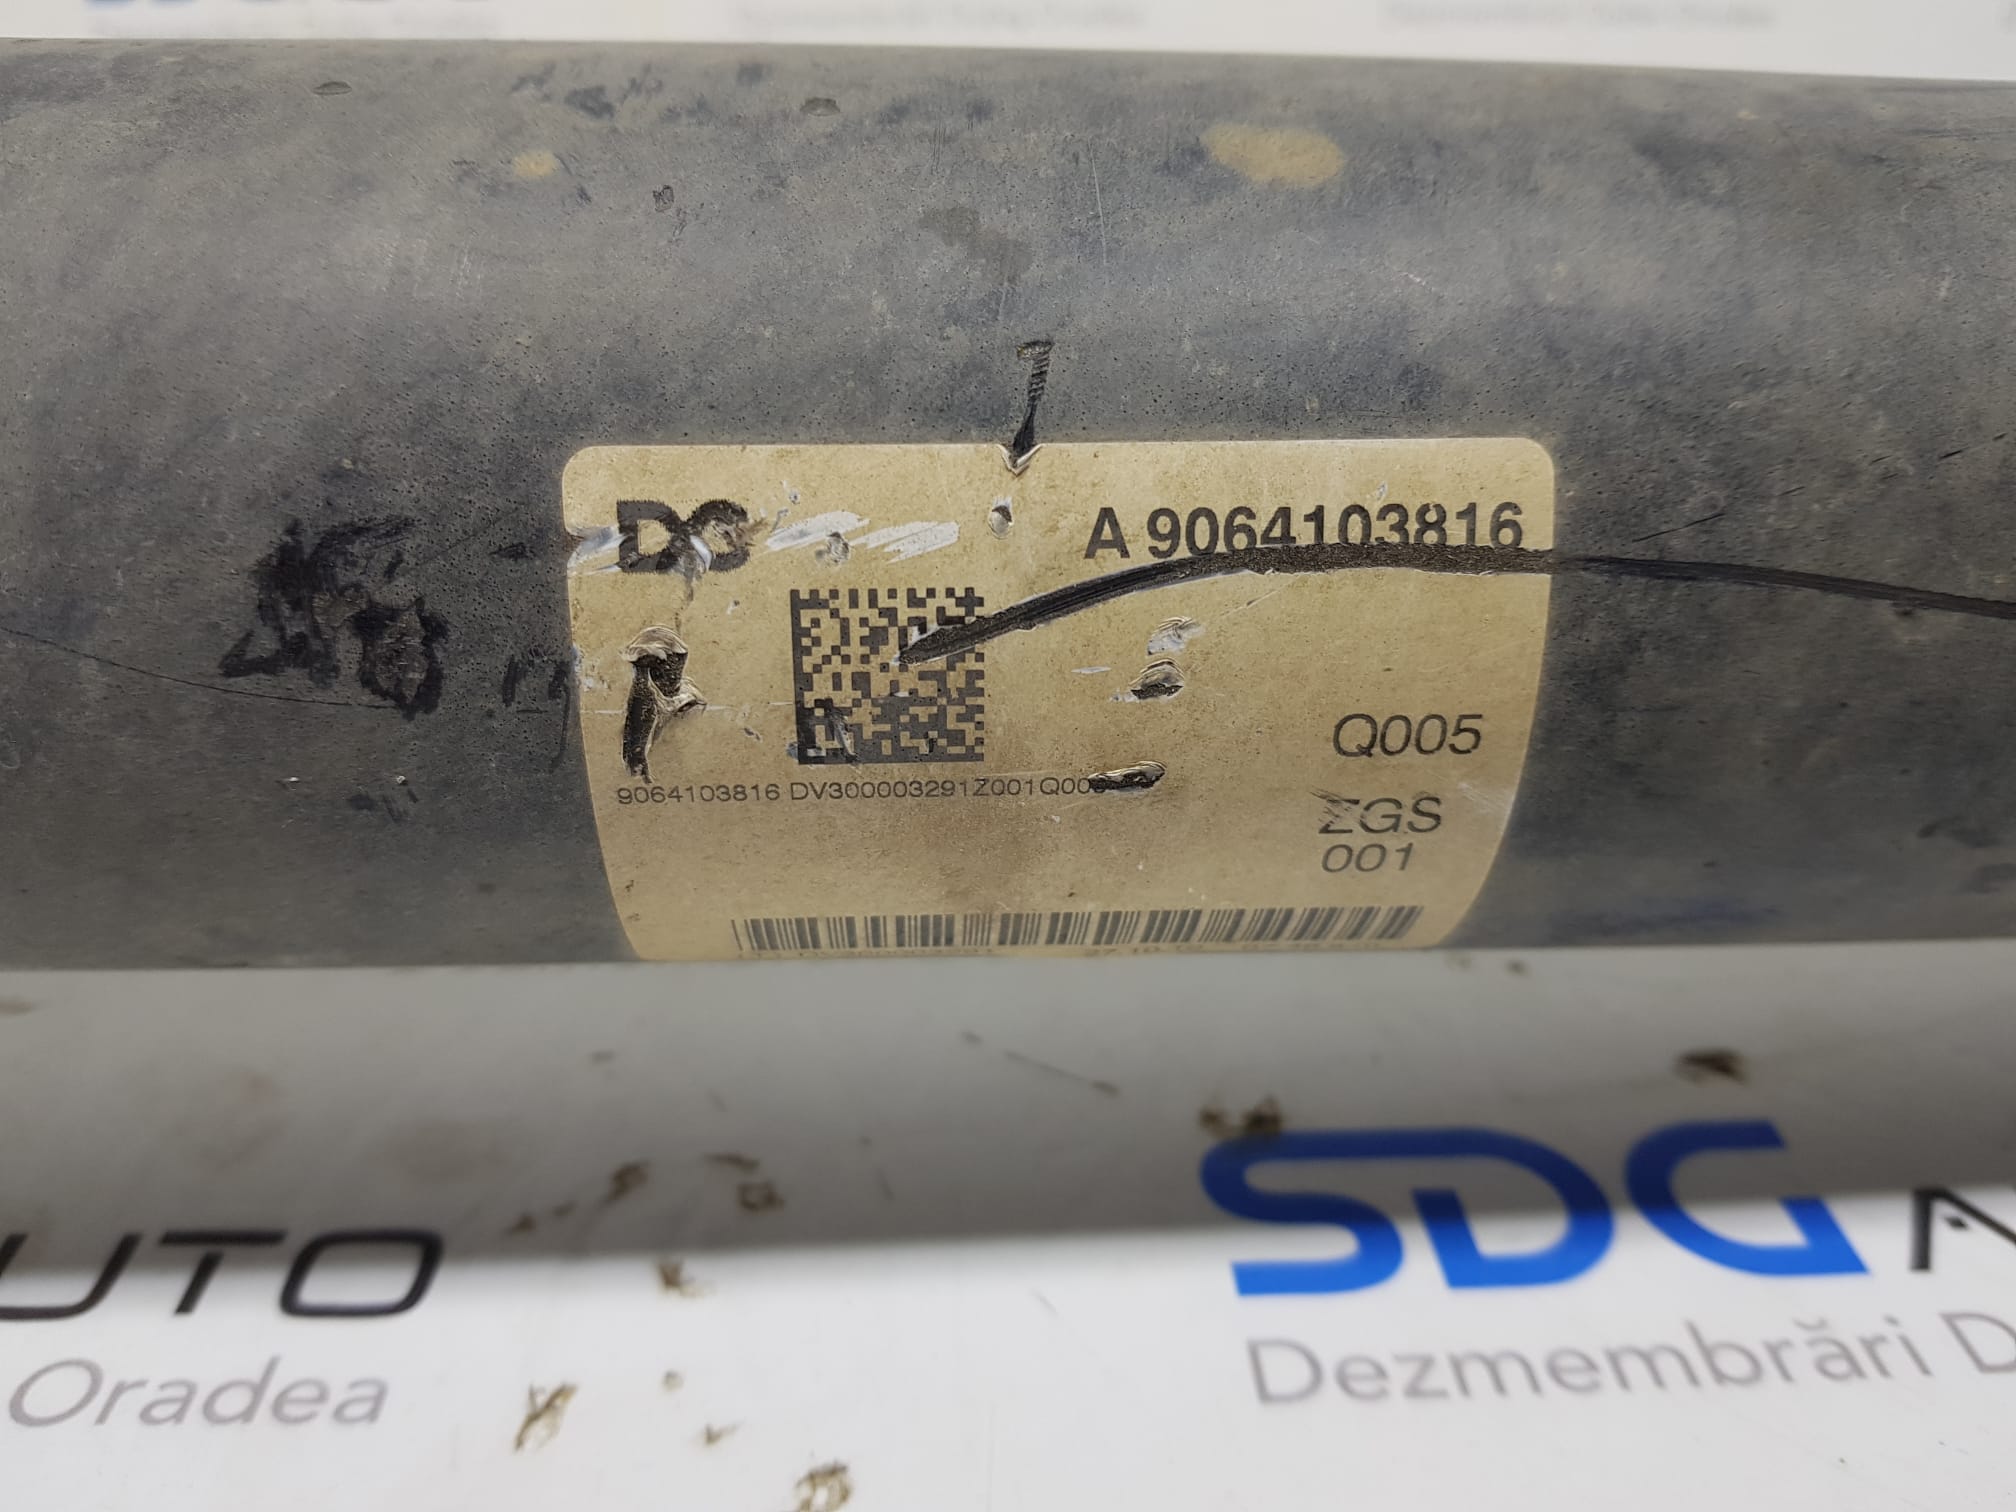 DC
A 9064103816
Q005
9064103816 DV300003291Z001Q00
ZGS
001
UTO
Oradea
SDG A
Dezmembrări D